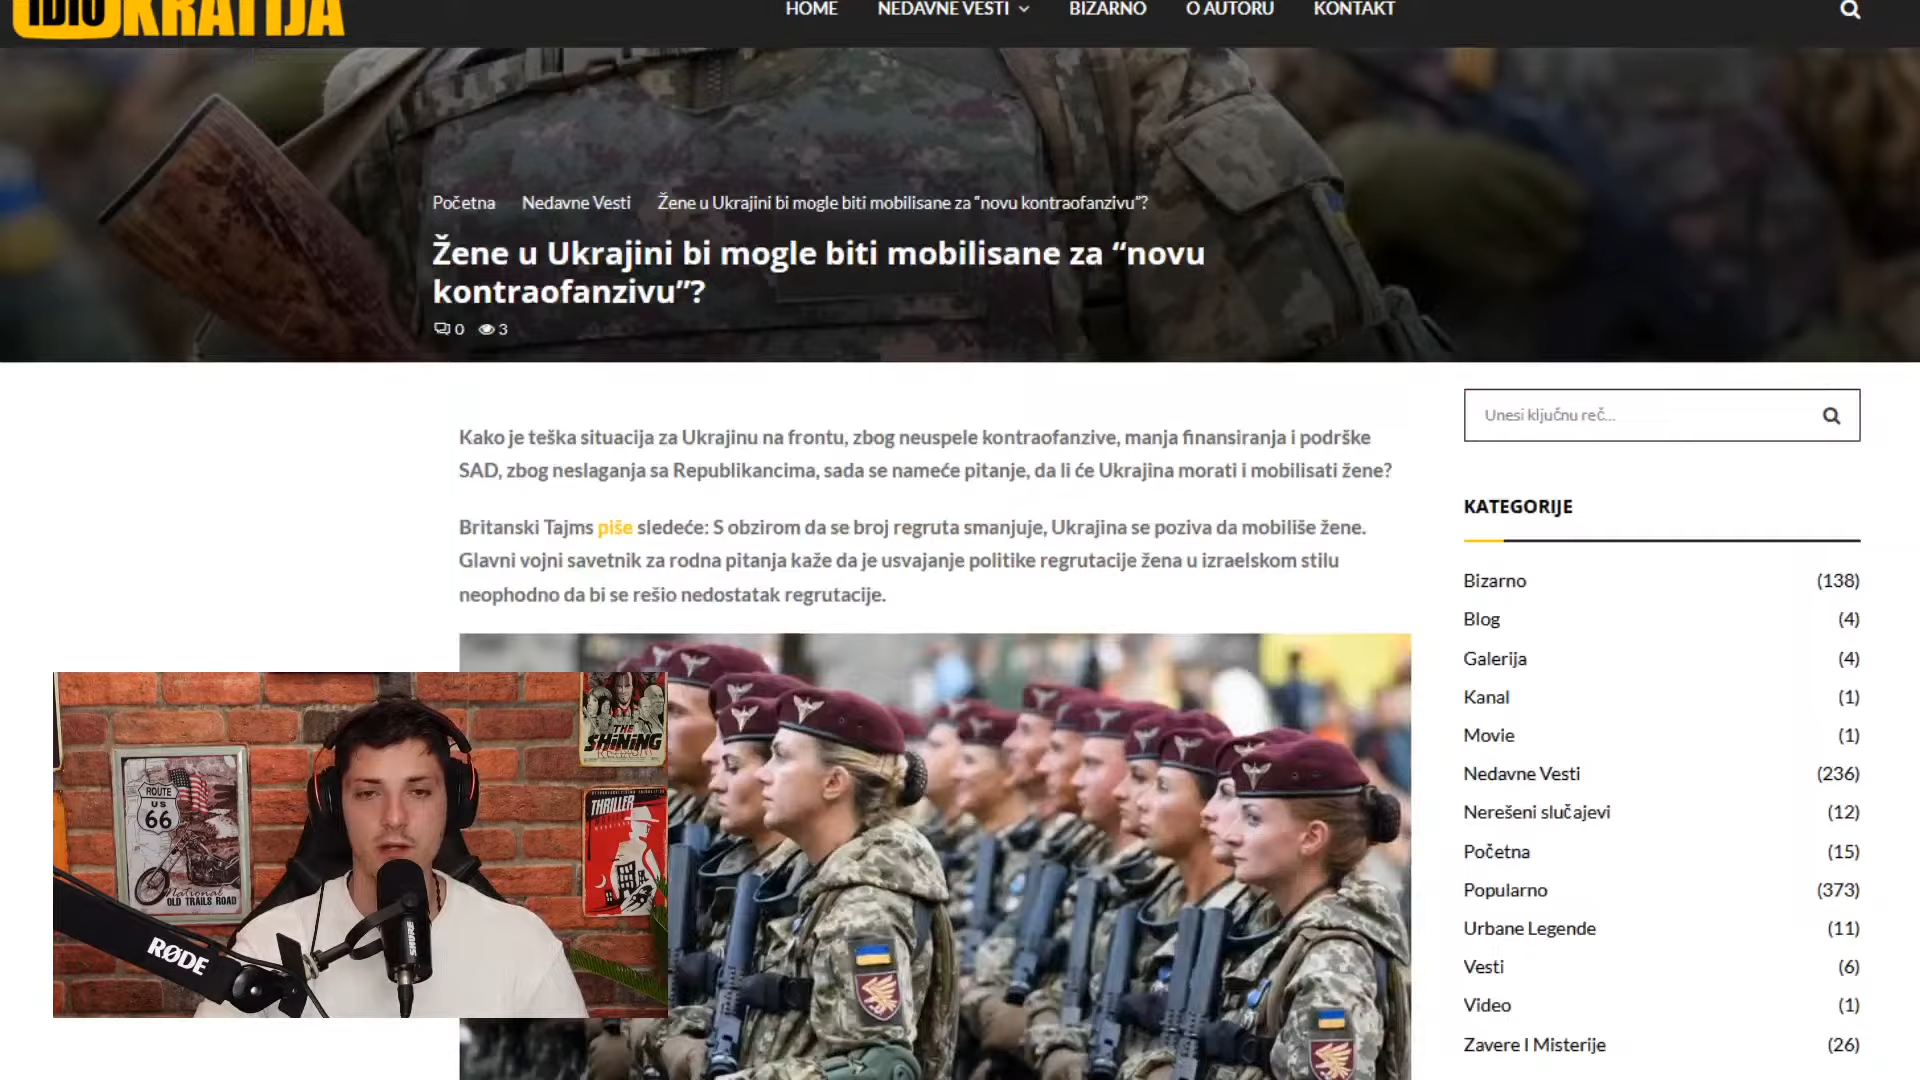 IDIOKRATIJA
HOME NEDAVNE VESTI BIZARNO O AUTORU KONTAKT
Početna Nedavne Vesti Žene u Ukrajini bi mogle biti mobilisane za “novu kontraofanzivu”?
Žene u Ukrajini bi mogle biti mobilisane za “novu
kontraofanzivu”?
0 3
Kako je teška situacija za Ukrajinu na frontu, zbog neuspele kontraofanzive, manja finansiranja i podrške
SAD, zbog neslaganja sa Republikancima, sada se nameće pitanje, da li će Ukrajina morati i mobilisati žene?
Britanski Tajms piše sledeće: S obzirom da se broj regruta smanjuje, Ukrajina se poziva da mobiliše žene.
Glavni vojni savetnik za rodna pitanja kaže da je usvajanje politike regrutacije žena u izraelskom stilu
neophodno da bi se rešio nedostatak regrutacije.
Unesi ključnu reč...
KATEGORIJE
Bizarno (138)
Blog (4)
Galerija (4)
Kanal (1)
Movie (1)
Nedavne Vesti (236)
Nerešeni slučajevi (12)
Početna (15)
Popularno (373)
Urbane Legende (11)
Vesti (6)
Video (1)
Zavere I Misterije (26)
THE
SHINING
ROUTE
US
66
National
OLD TRAILS ROAD
THRILLER
RØDE
SHURE